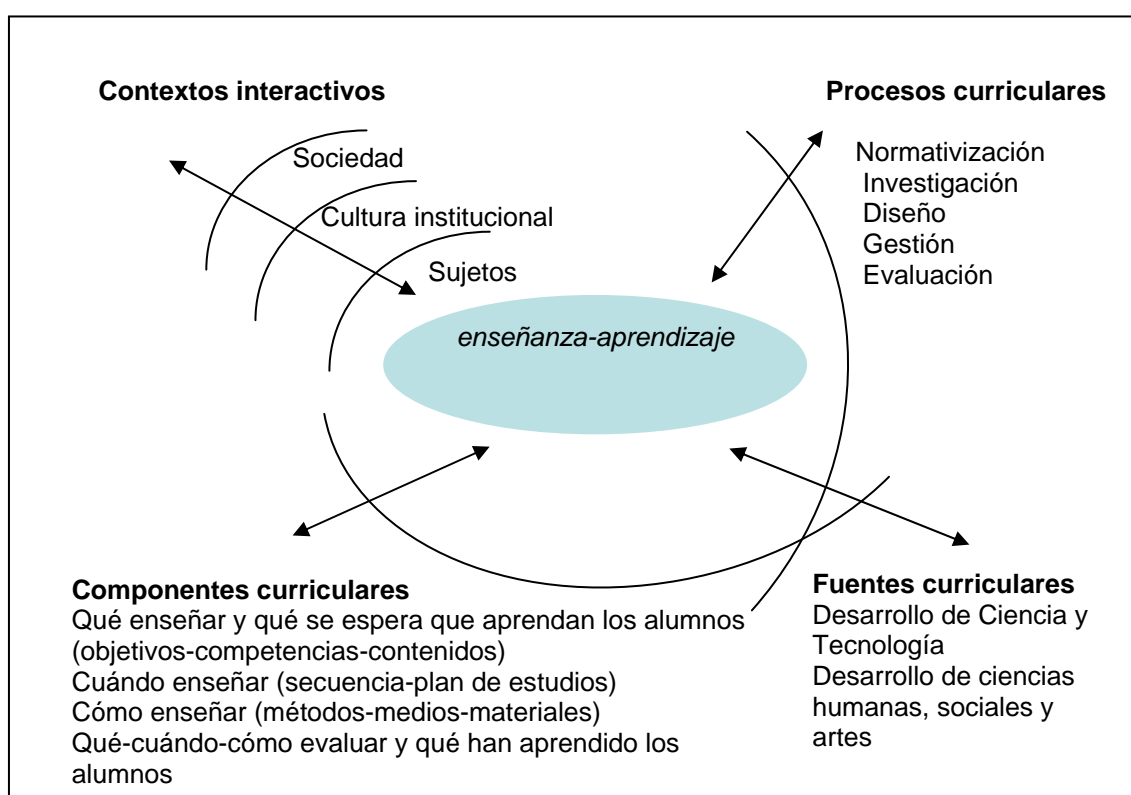 Contextos interactivos
Sociedad
Cultura institucional
Sujetos
Procesos curriculares
Normativización
Investigación
Diseño
Gestión
Evaluación
enseñanza-aprendizaje
Componentes curriculares
Qué enseñar y qué se espera que aprendan los alumnos
(objetivos-competencias-contenidos)
Cuándo enseñar (secuencia-plan de estudios)
Cómo enseñar (métodos-medios-materiales)
Qué-cuándo-cómo evaluar y qué han aprendido los
alumnos
Fuentes curriculares
Desarrollo de Ciencia y
Tecnología
Desarrollo de ciencias
humanas, sociales y
artes